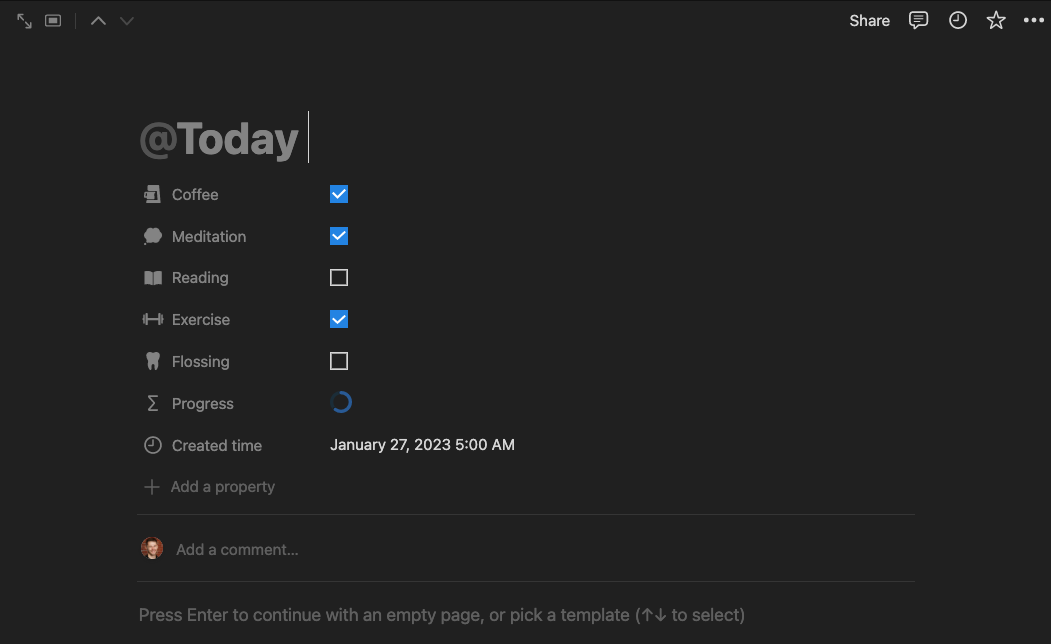 Share
@Today
Coffee
Meditation
Reading
Exercise
Flossing
Progress
Created time January 27, 2023 5:00 AM
Add a property
Add a comment...
Press Enter to continue with an empty page, or pick a template (↑↓ to select)